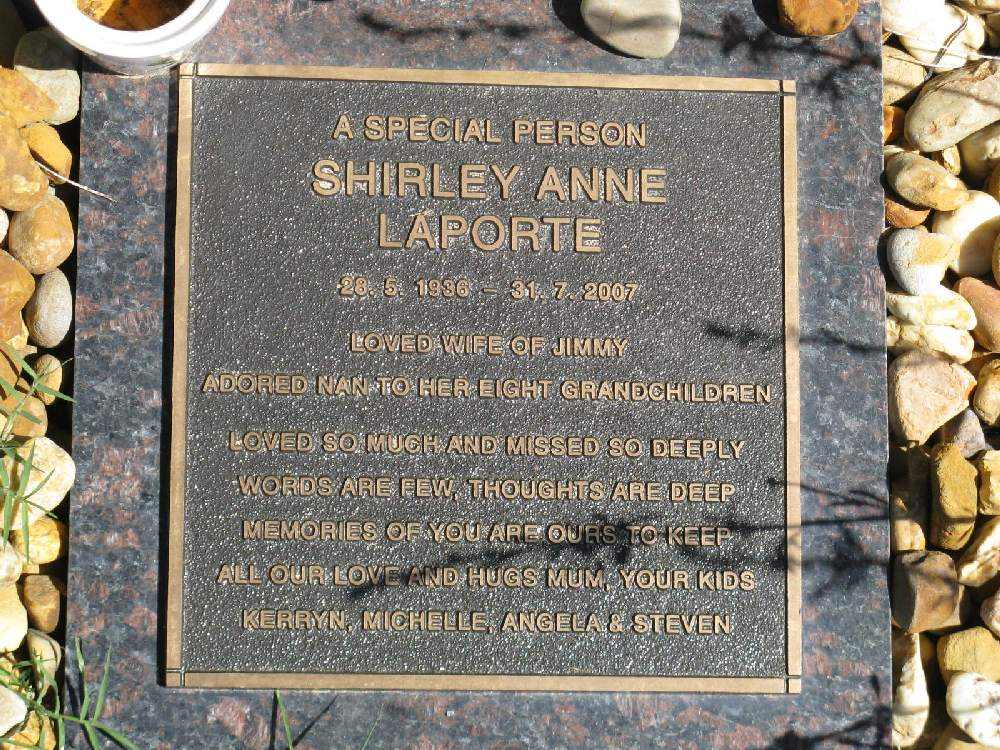 A SPECIAL PERSON
SHIRLEY ANNE
LAPORTE
28. 5. 1936 - 31. 7. 2007
LOVED WIFE OF JIMMY
ADORED NAN TO HER EIGHT GRANDCHILDREN
LOVED SO MUCH AND MISSED SO DEEPLY
WORDS ARE FEW, THOUGHTS ARE DEEP
MEMORIES OF YOU ARE OURS TO KEEP
ALL OUR LOVE AND HUGS MUM, YOUR KIDS
KERRYN, MICHELLE, ANGELA & STEVEN